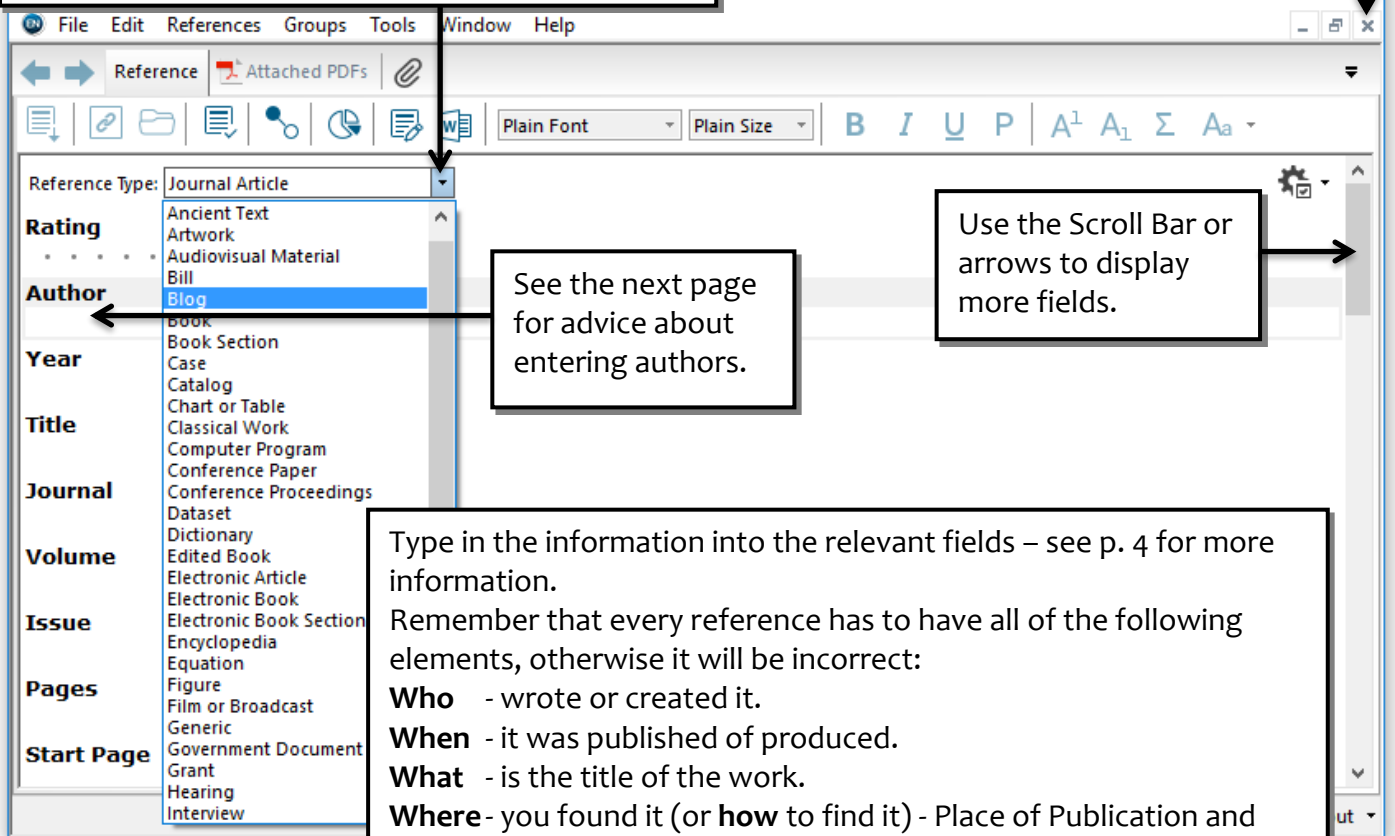 File Edit References Groups Tools Window Help
Reference Attached PDFs
Plain Font Plain Size B I U P A1 A1 Σ Aa
Reference Type: Journal Article
Rating
Author
Year
Title
Journal
Volume
Issue
Pages
Start Page
Ancient Text
Artwork
Audiovisual Material
Bill
Blog
Book
Book Section
Case
Catalog
Chart or Table
Classical Work
Computer Program
Conference Paper
Conference Proceedings
Dataset
Dictionary
Edited Book
Electronic Article
Electronic Book
Electronic Book Section
Encyclopedia
Equation
Figure
Film or Broadcast
Generic
Government Document
Grant
Hearing
Interview
See the next page
for advice about
entering authors.
Use the Scroll Bar or
arrows to display
more fields.
Type in the information into the relevant fields – see p. 4 for more
information.
Remember that every reference has to have all of the following
elements, otherwise it will be incorrect:
Who - wrote or created it.
When - it was published of produced.
What - is the title of the work.
Where - you found it (or how to find it) - Place of Publication and
ut